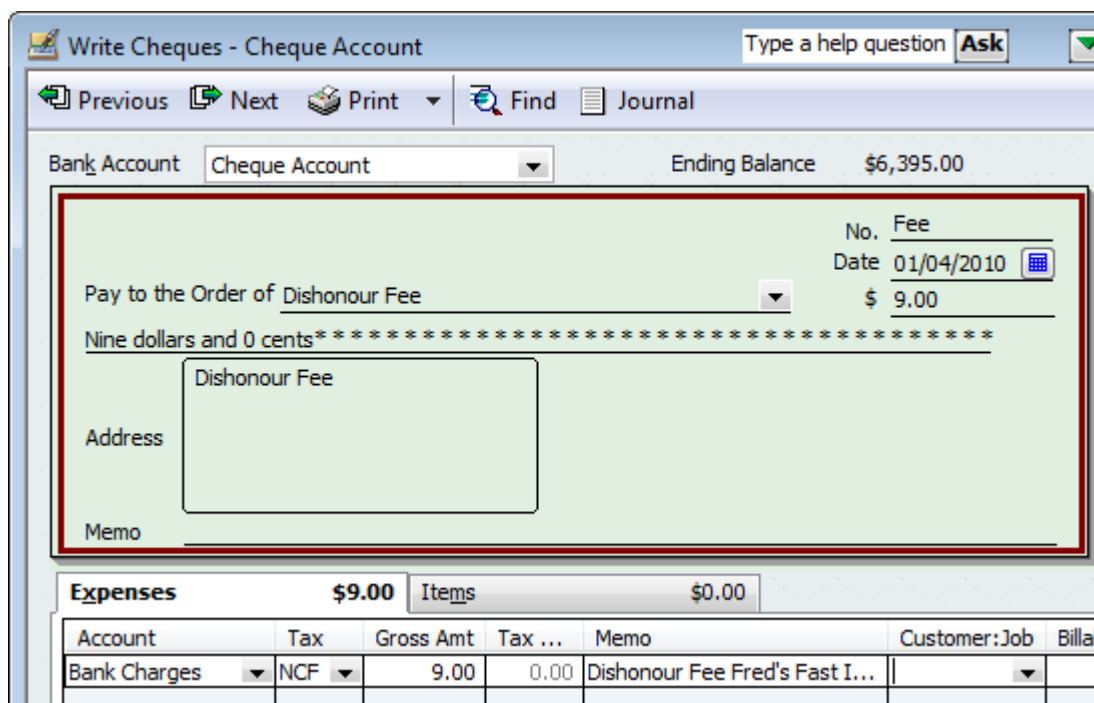 Write Cheques - Cheque Account Type a help question Ask
Previous Next Print Find Journal
Bank Account Cheque Account Ending Balance $6,395.00
No. Fee
Date 01/04/2010
Pay to the Order of Dishonour Fee $ 9.00
Nine dollars and 0 cents* * * * * * * * * * * * * * * * * * * * * * * * * * * * * * * * * * * * * * *
Dishonour Fee
Address
Memo
Expenses $9.00 Items $0.00
Account Tax Gross Amt Tax ... Memo Customer:Job Billa
Bank Charges NCF 9.00 0.00 Dishonour Fee Fred's Fast I...